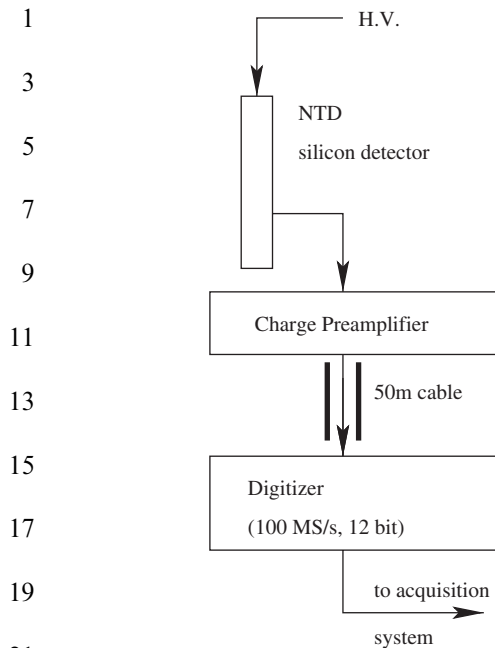 1
H.V.
3
NTD
5
silicon detector
7
9
Charge Preamplifier
11
50m cable
13
15
Digitizer
17
(100 MS/s, 12 bit)
19
to acquisition
system